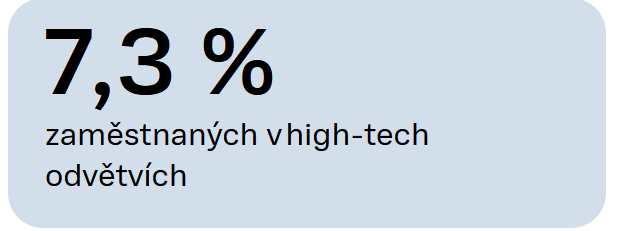 7,3 %
zaměstnaných v high-tech
odvětvích